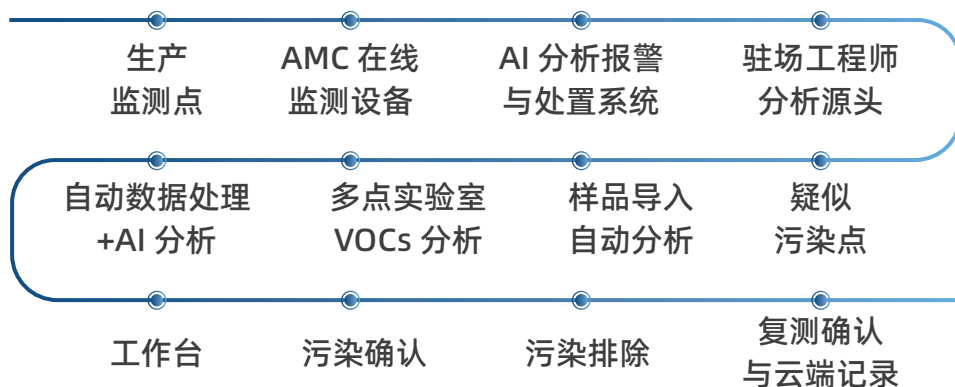 生产
监测点
AMC 在线
监测设备
AI 分析报警
与处置系统
驻场工程师
分析源头
自动数据处理
+AI 分析
多点实验室
VOCs 分析
样品导入
自动分析
疑似
污染点
工作台
污染确认
污染排除
复测确认
与云端记录